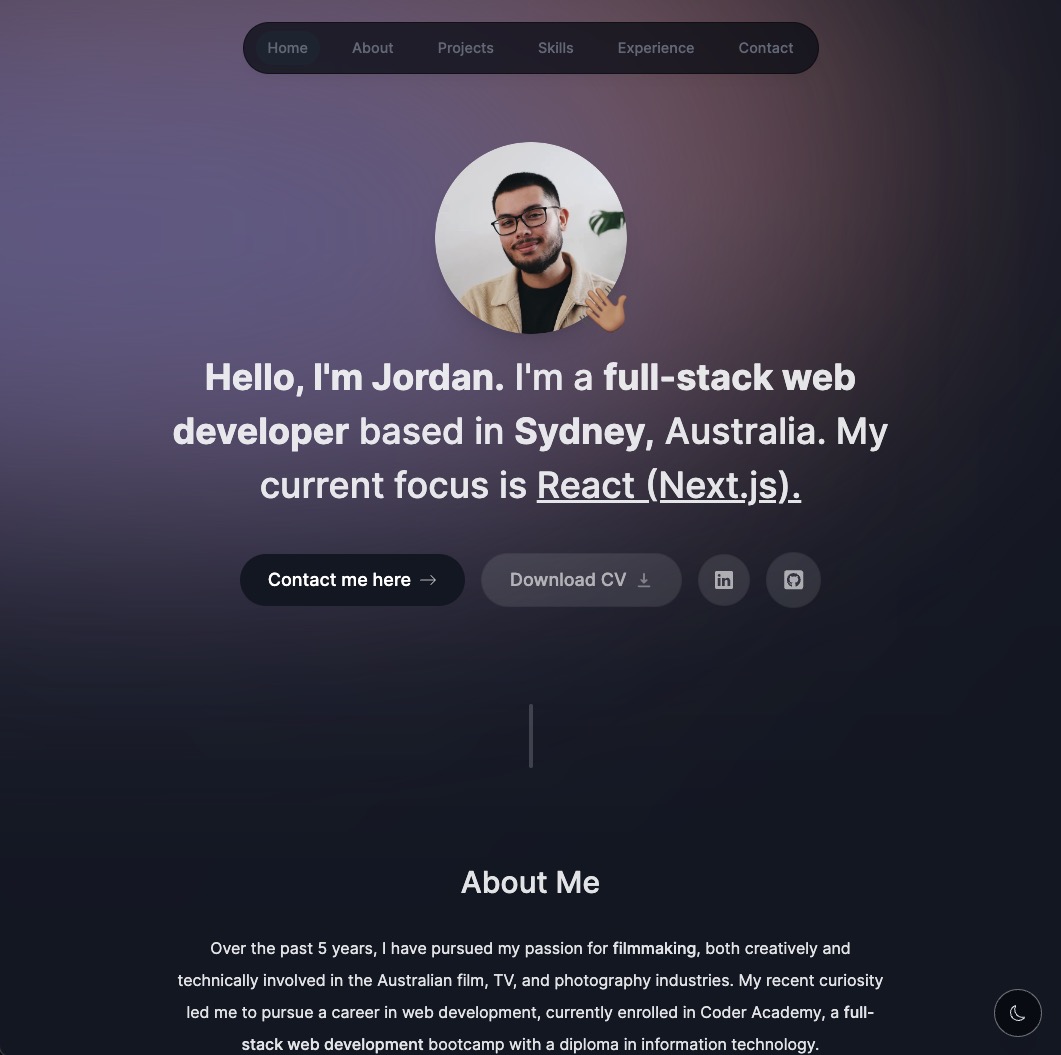 Home About Projects Skills Experience Contact
Hello, I'm Jordan. I'm a full-stack web
developer based in Sydney, Australia. My
current focus is React (Next.js).
Contact me here Download CV in
About Me
Over the past 5 years, I have pursued my passion for filmmaking, both creatively and
technically involved in the Australian film, TV, and photography industries. My recent curiosity
led me to pursue a career in web development, currently enrolled in Coder Academy, a full-
stack web development bootcamp with a diploma in information technology.